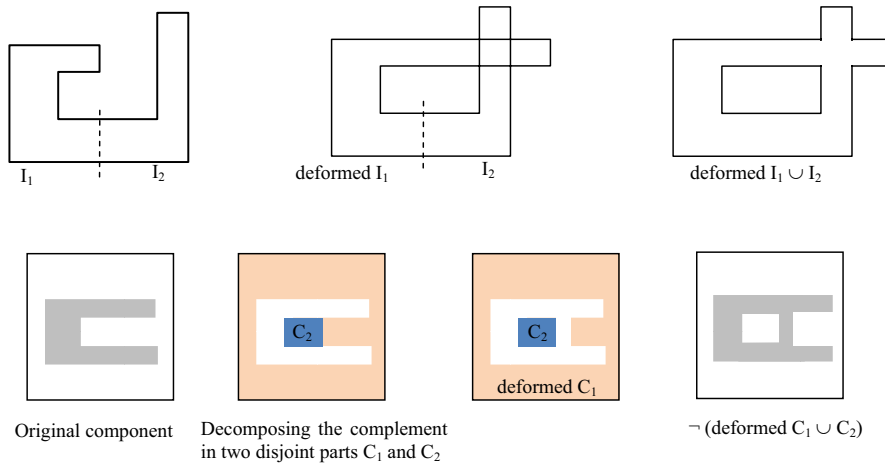 I₁ I₂
deformed I₁ I₂
deformed I₁ ∪ I₂
C₂
C₂
deformed C₁
Original component
Decomposing the complement
in two disjoint parts C₁ and C₂
¬ (deformed C₁ ∪ C₂)